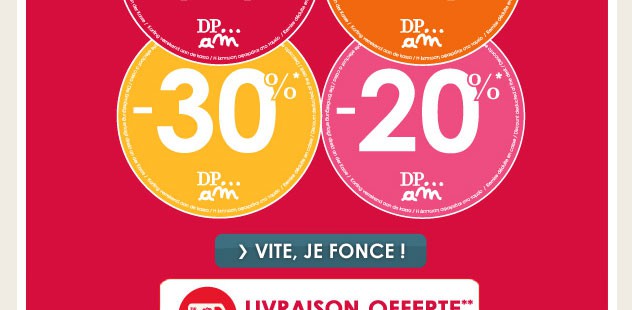 DP...
am
DP...
am
-30%*
-20%*
DP...
am
DP...
am
❯ VITE, JE FONCE !
LIVRAISON OFFERTE**